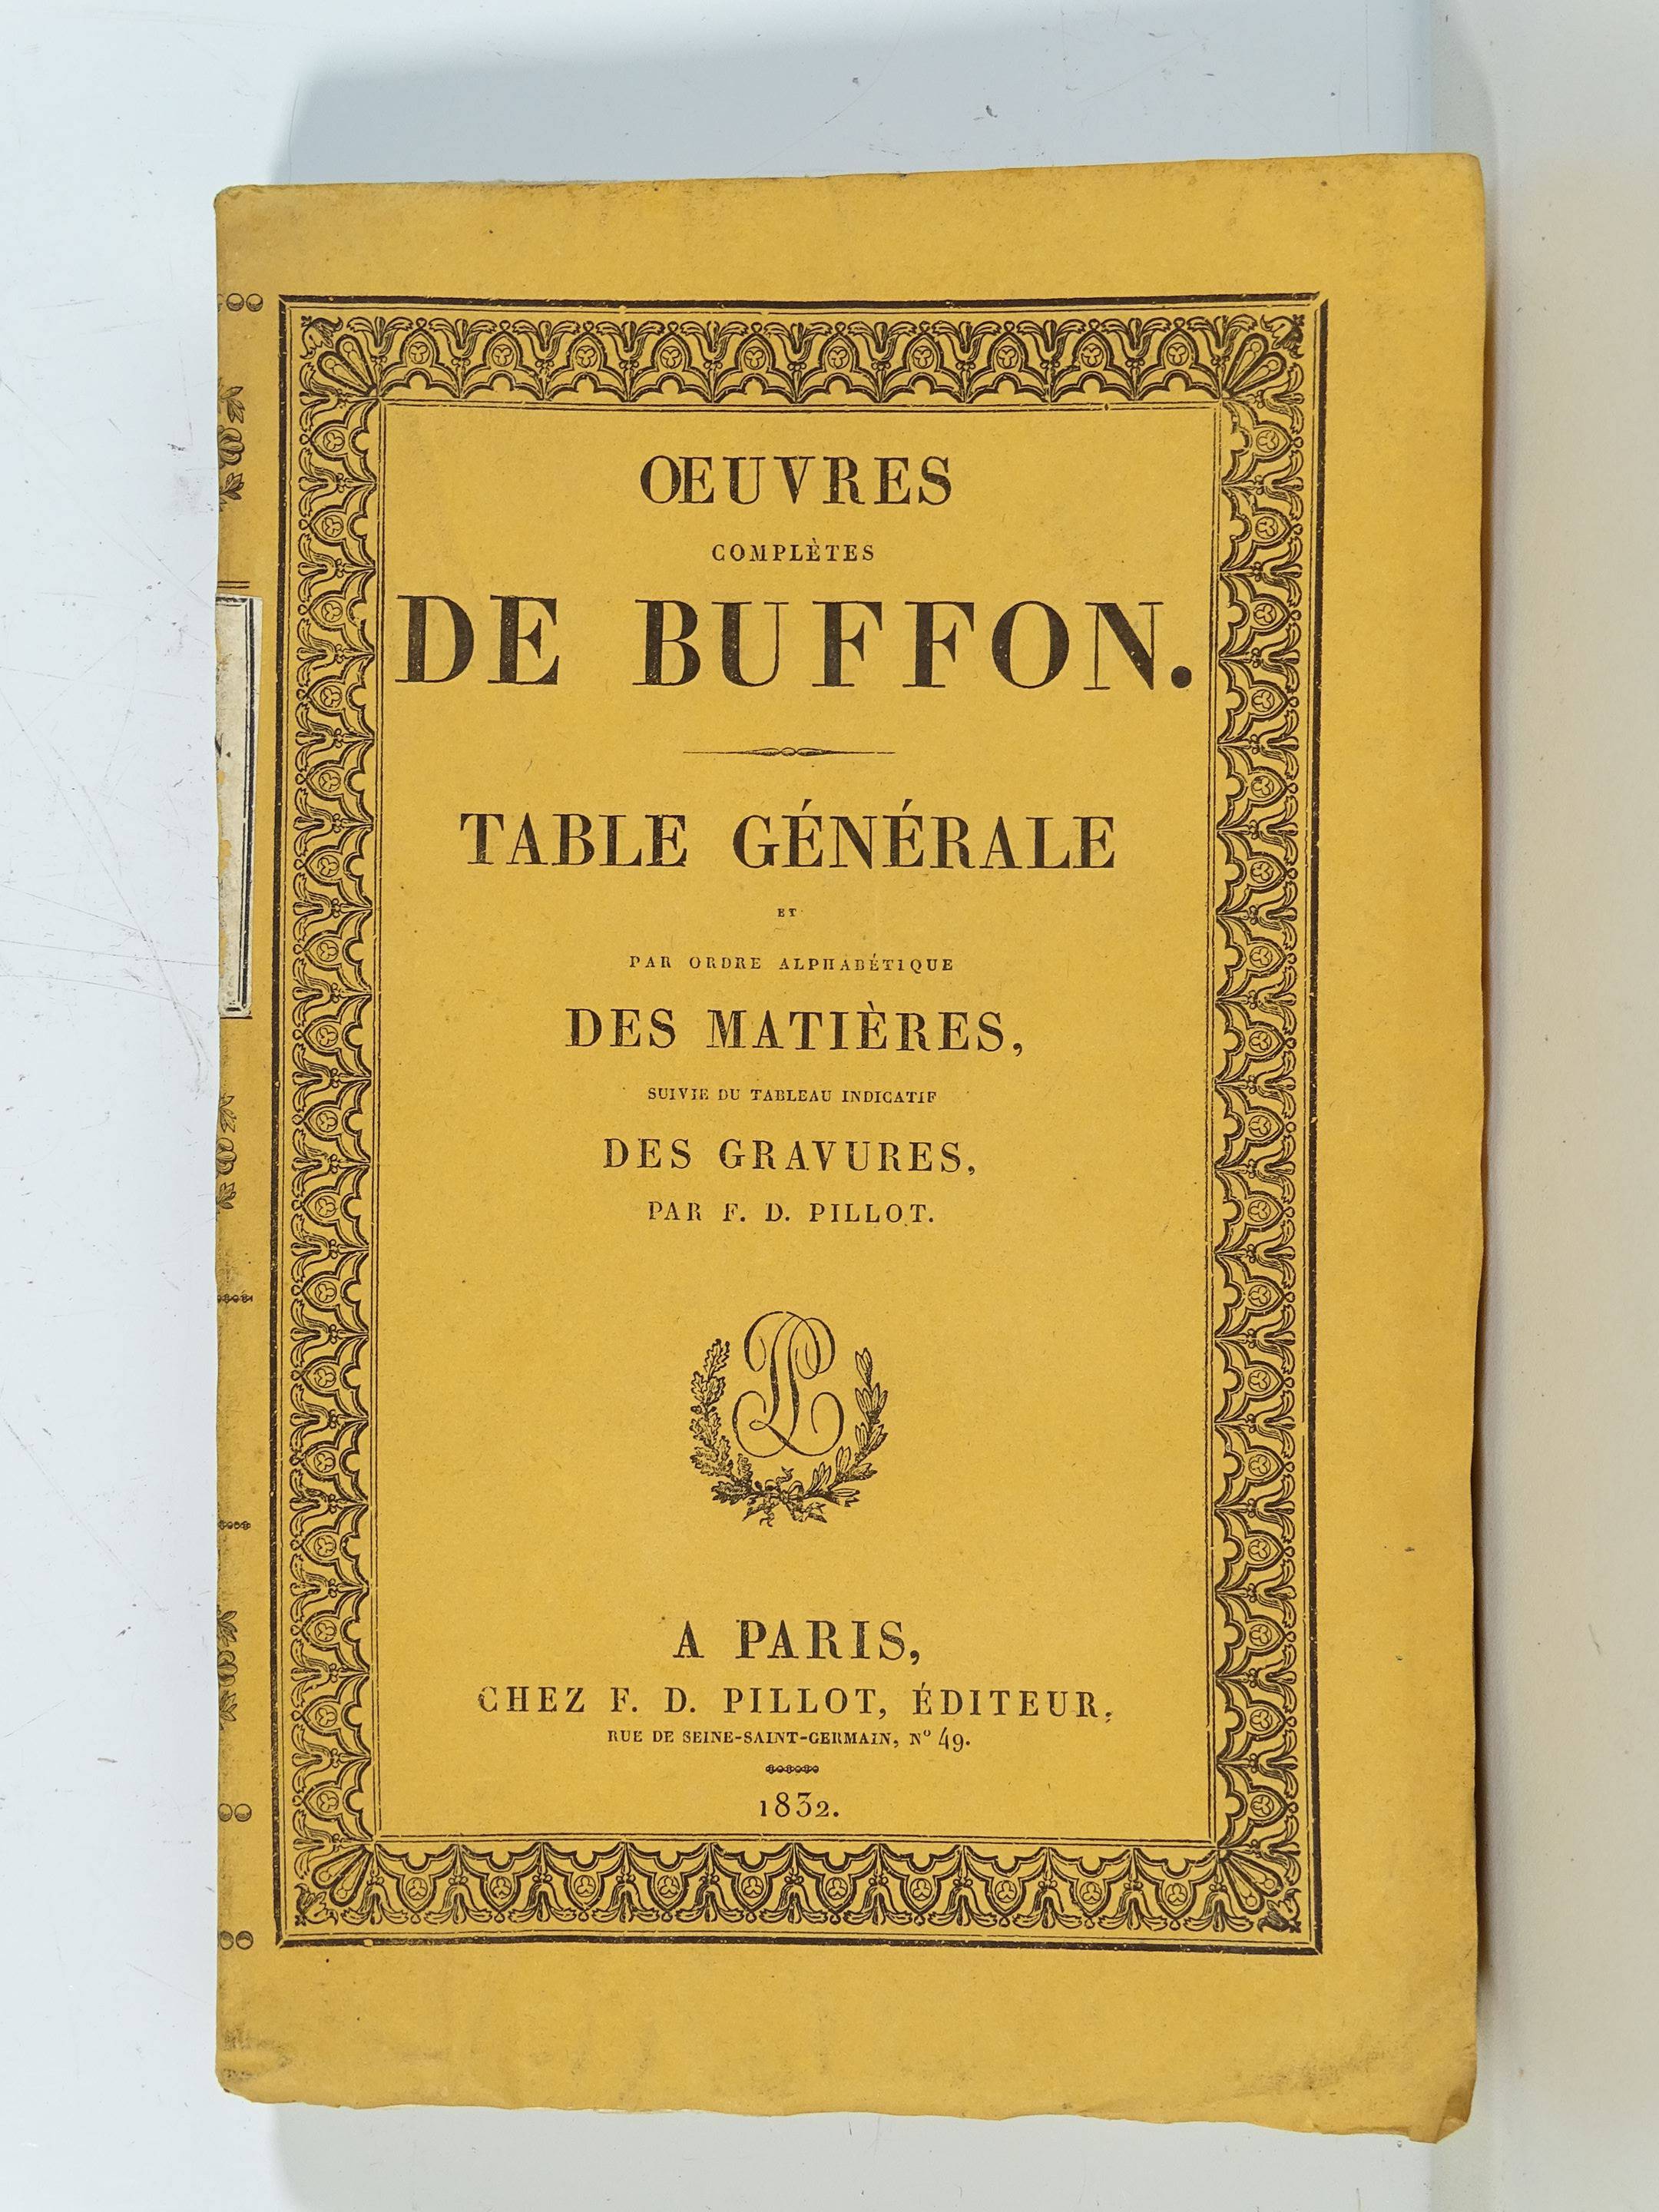 OEUVRES
COMPLÈTES
DE BUFFON.
TABLE GÉNÉRALE
ET
PAR ORDRE ALPHABÉTIQUE
DES MATIÈRES,
SUIVIE DU TABLEAU INDICATIF
DES GRAVURES,
PAR F. D. PILLOT.
A PARIS,
CHEZ F. D. PILLOT, ÉDITEUR,
RUE DE SEINE-SAINT-GERMAIN, Nº 49.
1832.